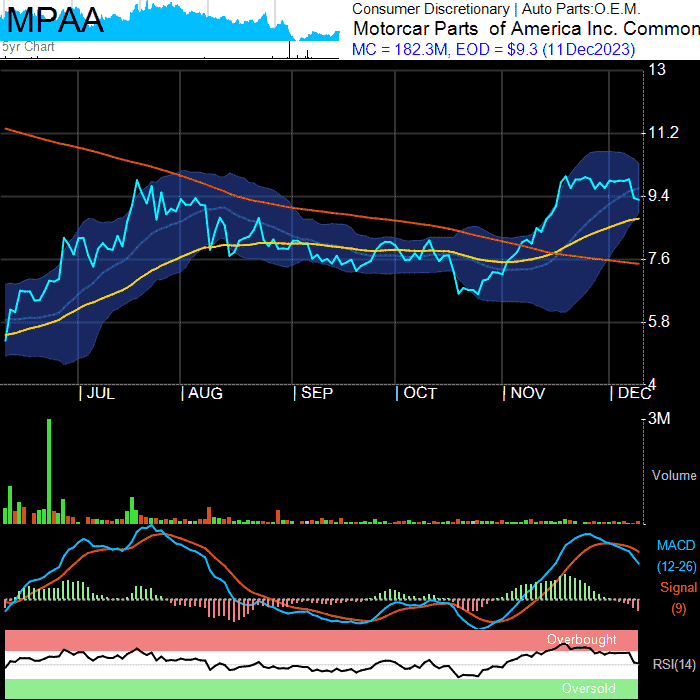 MPAA
5yr Chart
Consumer Discretionary | Auto Parts:O.E.M.
Motorcar Parts of America Inc. Common
MC = 182.3M, EOD = $9.3 (11Dec2023)
13
11.2
9.4
7.6
5.8
4
| JUL | AUG | SEP | OCT | NOV | DEC
3M
Volume
MACD
(12-26)
Signal
(9)
Overbought
RSI(14)
Oversold